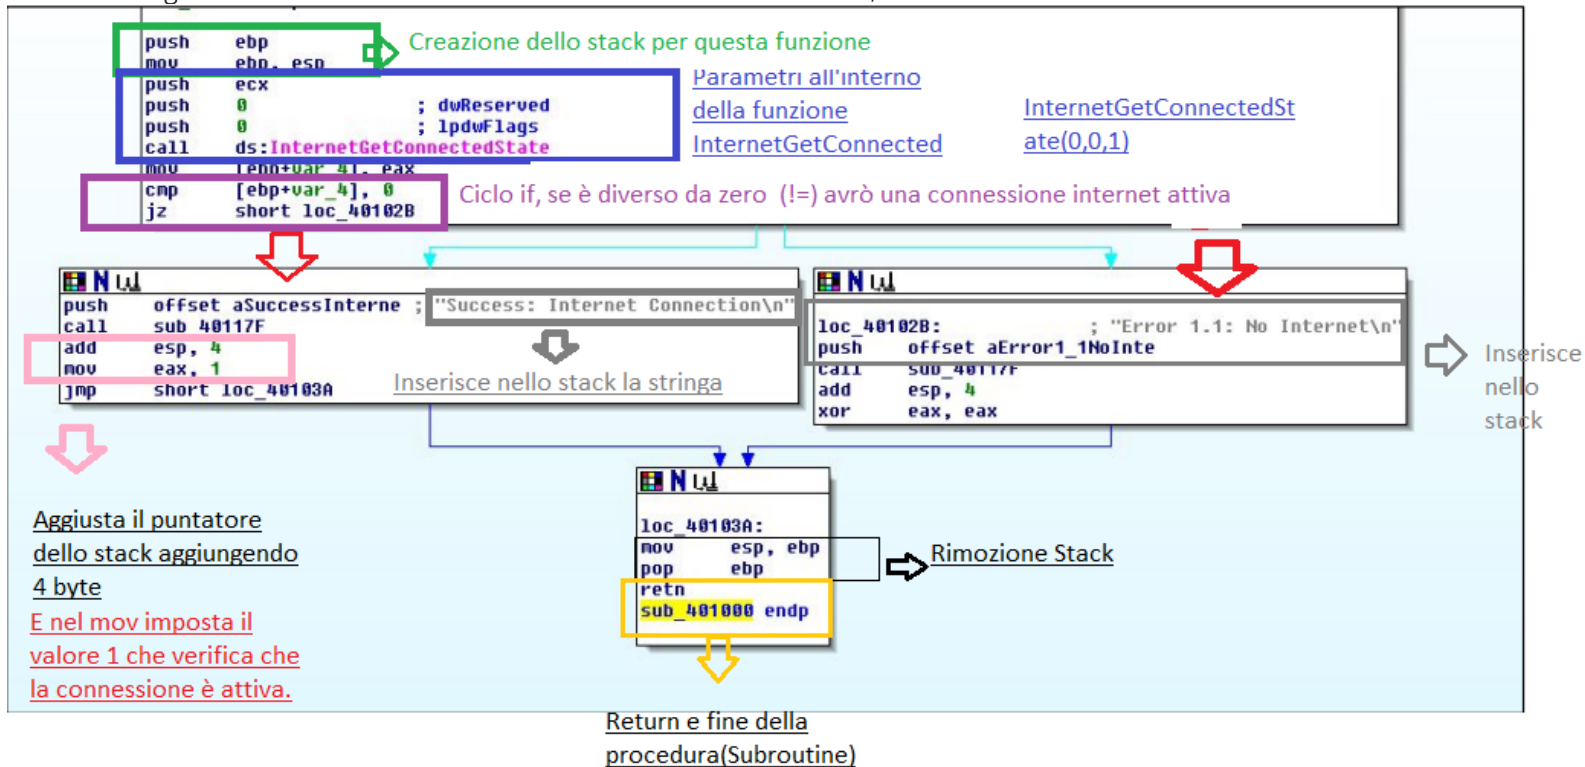 push ebp
mov ebp, esp
Creazione dello stack per questa funzione
push ecx
push 0 ; dwReserved
push 0 ; lpdwFlags
call ds:InternetGetConnectedState
Parametri all'interno
della funzione
InternetGetConnected
InternetGetConnectedSt
ate(0,0,1)
mov [ebp+var_4], eax
cmp [ebp+var_4], 0
jz short loc_40102B
Ciclo if, se è diverso da zero (!=) avrò una connessione internet attiva
push offset aSuccessInterne ; "Success: Internet Connection\n"
call sub_40117F
add esp, 4
mov eax, 1
jmp short loc_40103A
Inserisce nello stack la stringa
loc_40102B: ; "Error 1.1: No Internet\n"
push offset aError1_1NoInte
call sub_40117F
add esp, 4
xor eax, eax
Inserisce
nello
stack
Aggiusta il puntatore
dello stack aggiungendo
4 byte
E nel mov imposta il
valore 1 che verifica che
la connessione è attiva.
loc_40103A:
mov esp, ebp
pop ebp
retn
sub_401000 endp
Rimozione Stack
Return e fine della
procedura(Subroutine)